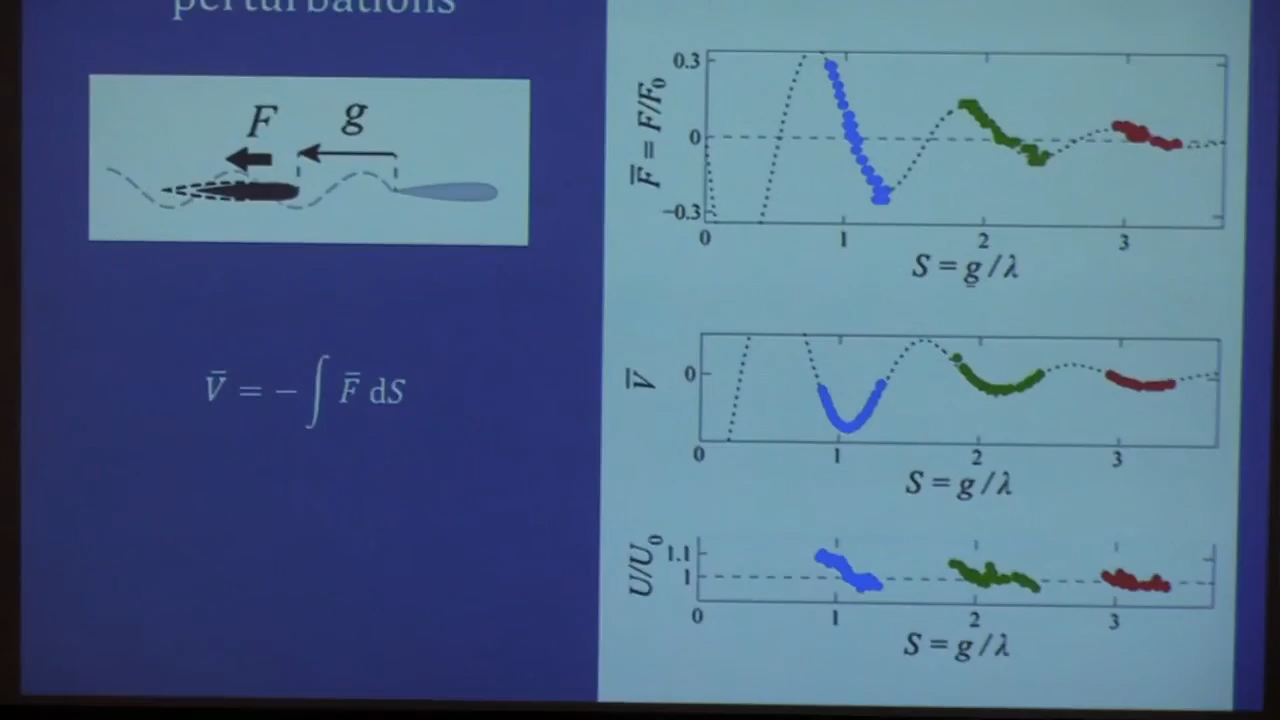 perturbations
F
g
V̄ = − ∫ F̄ dS
F̄ ≡ F/F₀
0.3
0
−0.3
0 1 2 3
S = g/λ
V̄
0
0 1 2 3
S = g/λ
U/U₀
1.1
1
0 1 2 3
S = g/λ